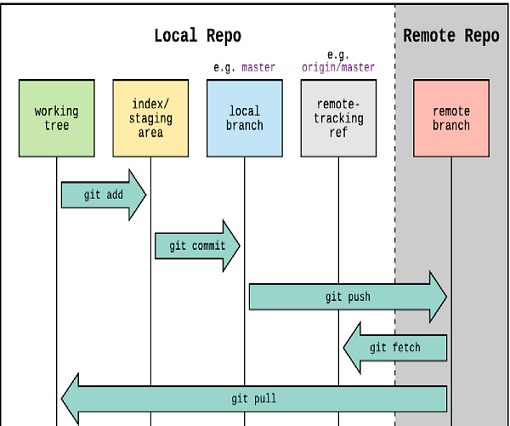 Local Repo
Remote Repo
e.g. master
e.g.
origin/master
working
tree
index/
staging
area
local
branch
remote-
tracking
ref
remote
branch
git add
git commit
git push
git fetch
git pull